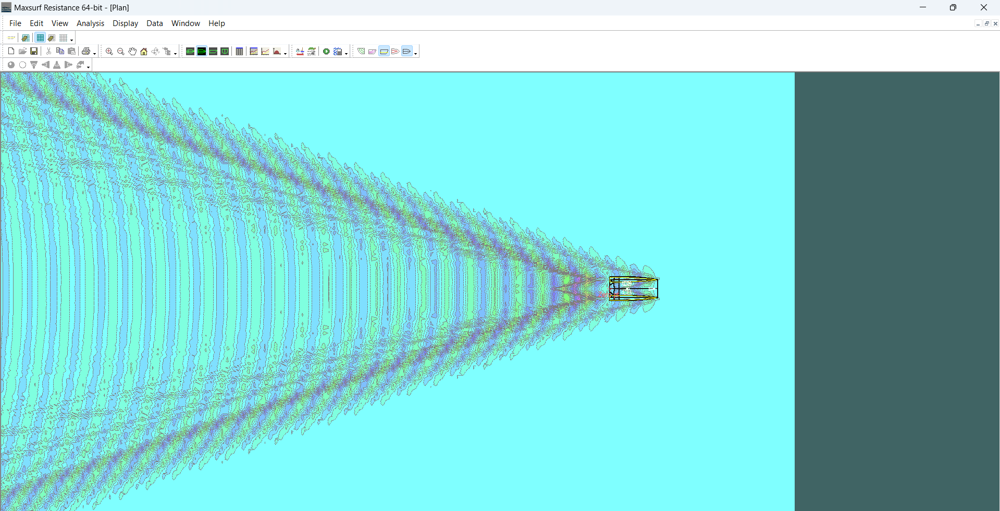 Maxsurf Resistance 64-bit - [Plan]
File Edit View Analysis Display Data Window Help